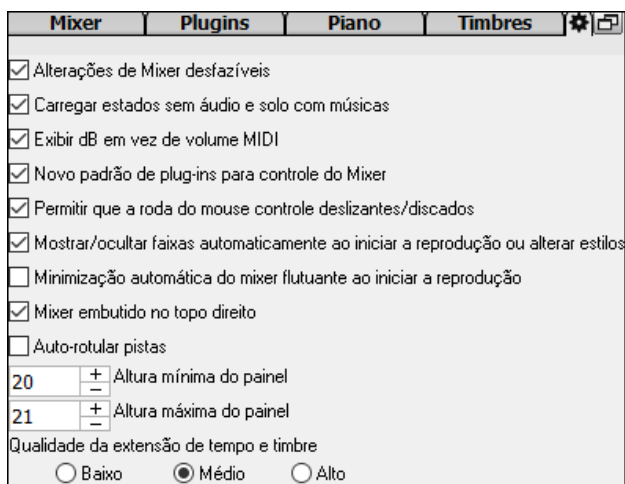 Mixer Plugins Piano Timbres
Alterações de Mixer desfazíveis
Carregar estados sem áudio e solo com músicas
Exibir dB em vez de volume MIDI
Novo padrão de plug-ins para controle do Mixer
Permitir que a roda do mouse controle deslizantes/discados
Mostrar/ocultar faixas automaticamente ao iniciar a reprodução ou alterar estilos
Minimização automática do mixer flutuante ao iniciar a reprodução
Mixer embutido no topo direito
Auto-rotular pistas
20 Altura mínima do painel
21 Altura máxima do painel
Qualidade da extensão de tempo e timbre
Baixo Médio Alto